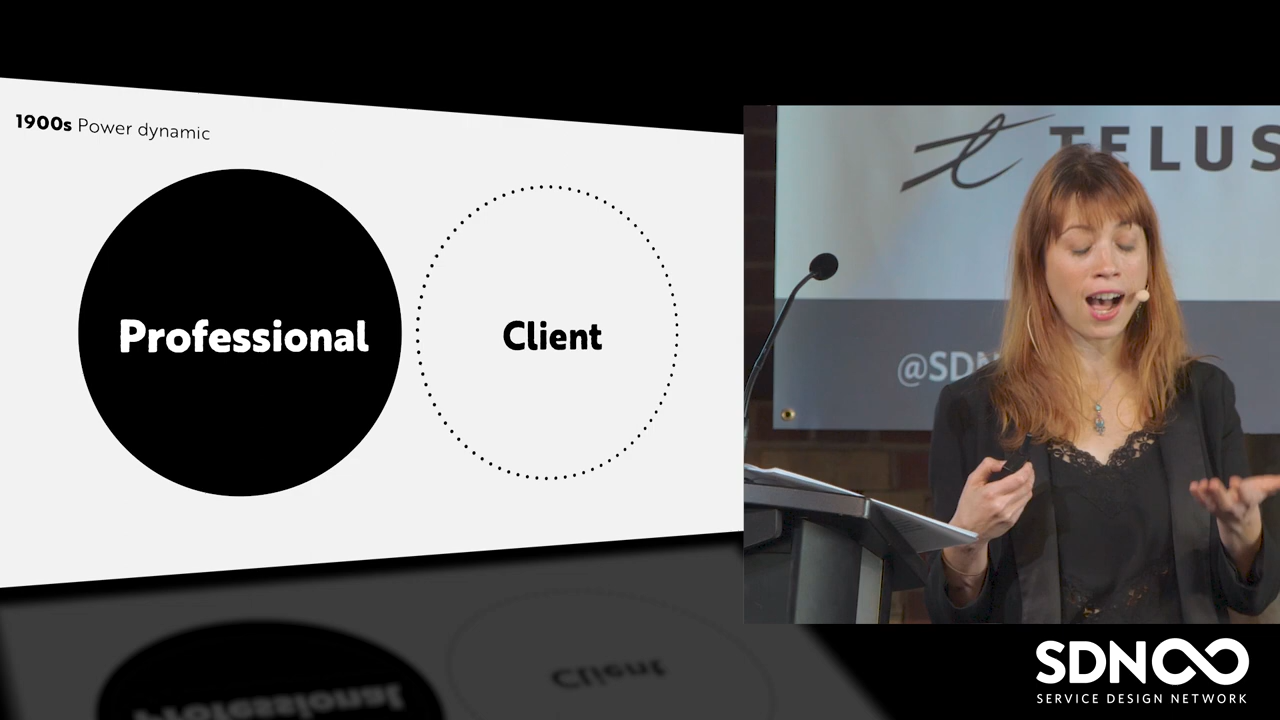 1900s Power dynamic
Professional
Client
TELUS
@SDN
SDN
SERVICE DESIGN NETWORK